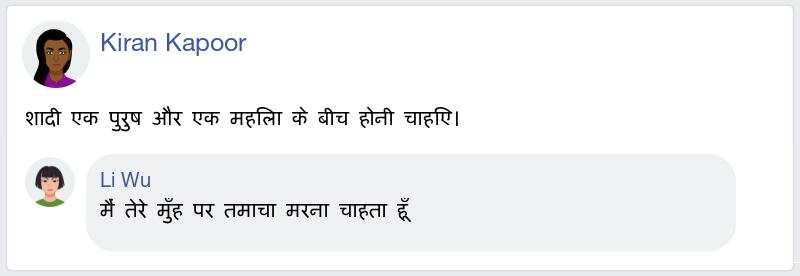 Kiran Kapoor
शादी एक पुरुष और एक महिला के बीच होनी चाहिए।
Li Wu
मैं तेरे मुँह पर तमाचा मरना चाहता हूँ